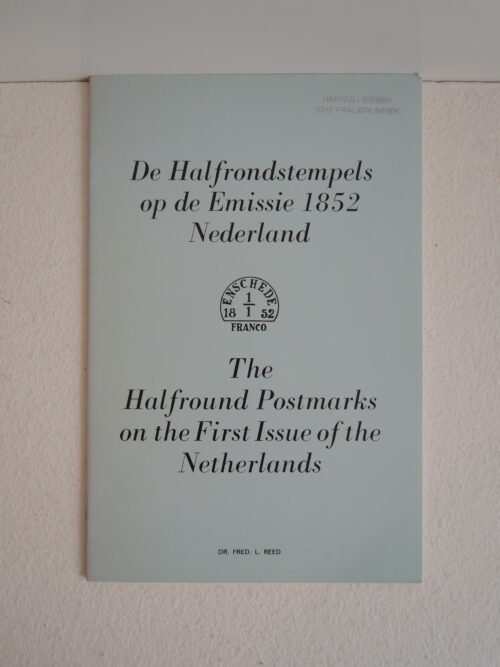 HANSULI SIEBER
3312 FRAUBRUNNEN
De Halfrondstempels
op de Emissie 1852
Nederland
ENSCHEDE
1/1
18 52
FRANCO
The
Halfround Postmarks
on the First Issue of the
Netherlands
DR. FRED. L. REED